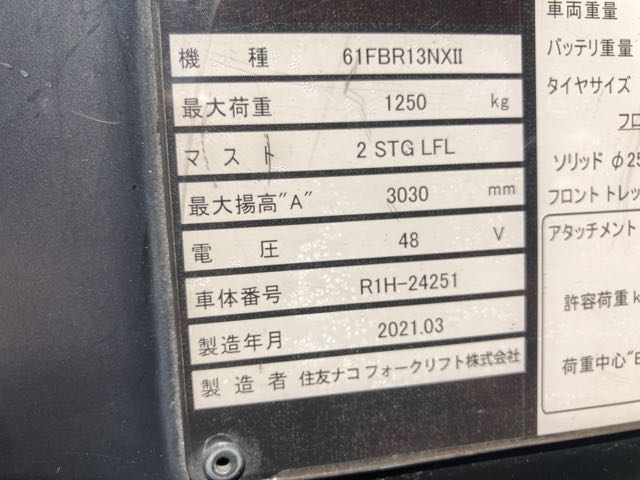 機種 61FBR13NXII
最大荷重 1250 kg
マスト 2 STG LFL
最大揚高"A" 3030 mm
電圧 48 V
車体番号 R1H-24251
製造年月 2021.03
製造者 住友ナコ フォークリフト株式会社
車両重量
バッテリ重量
タイヤサイズ
フロ
ソリッド φ25
フロント トレッ
アタッチメント
許容荷重 k
荷重中心"B